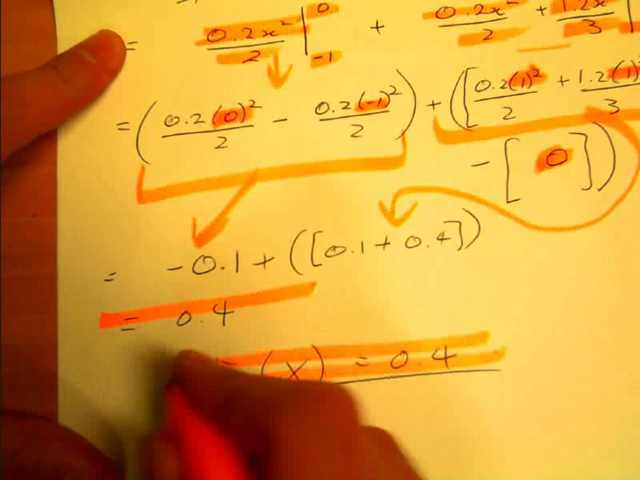 = 0.2x²/2 |⁰₋₁ + 0.2x²/2 + 1.2x/3
= (0.2(0)²/2 - 0.2(-1)²/2) + ([0.2(1)²/2 + 1.2(1)/3
- [0])
= -0.1 + ([0.1 + 0.4])
= 0.4
(X) = 0.4